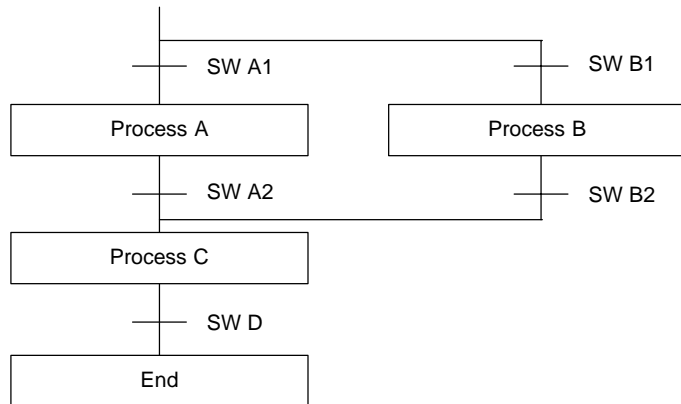 SW A1
SW B1
Process A
Process B
SW A2
SW B2
Process C
SW D
End